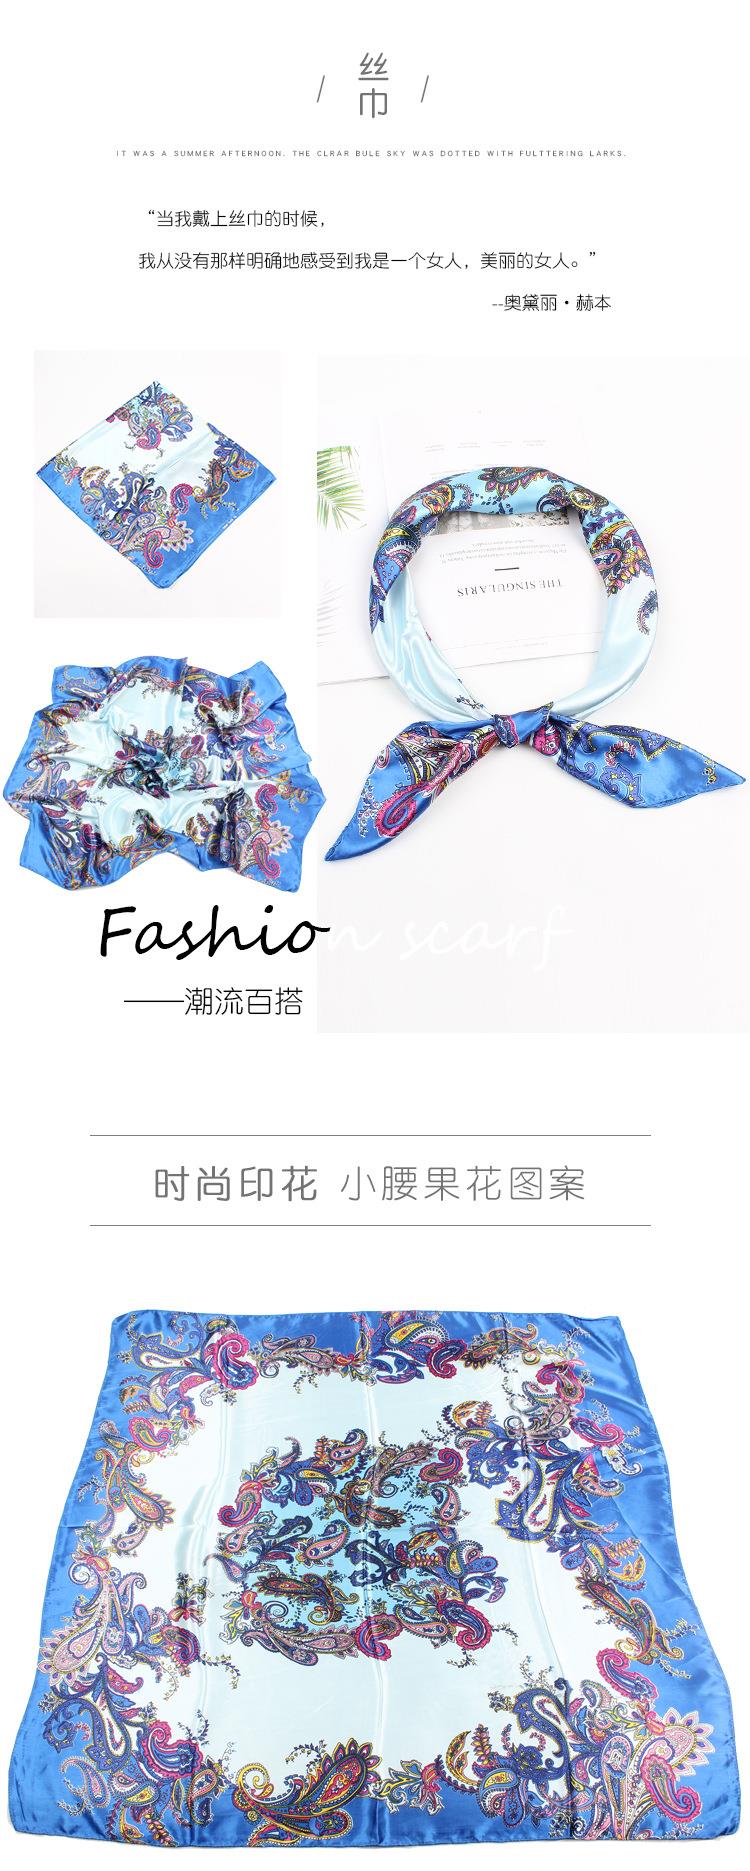 丝
/ 巾 /
IT WAS A SUMMER AFTERNOON. THE CLRAR BULE SKY WAS DOTTED WITH FULTTERING LARKS.
“当我戴上丝巾的时候，
我从没有那样明确地感受到我是一个女人，美丽的女人。”
--奥黛丽·赫本
THE SINGULARIS
Fashion scarf
——潮流百搭
时尚印花 小腰果花图案